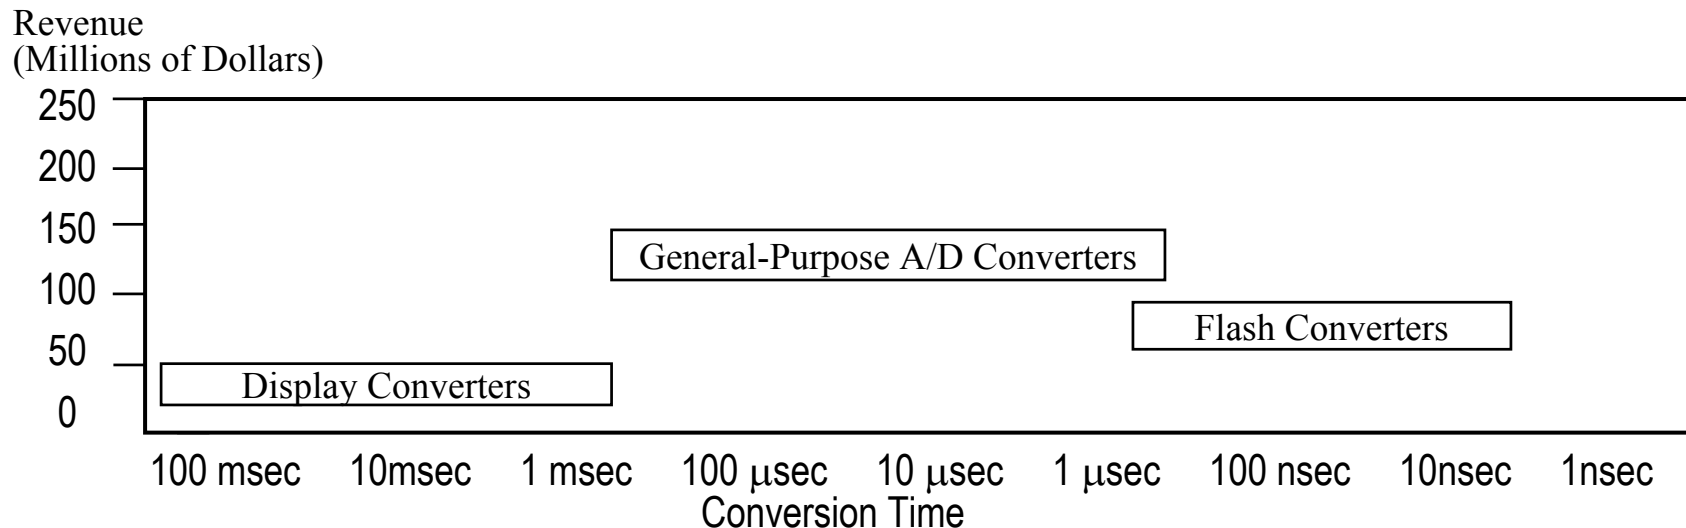 Revenue
(Millions of Dollars)
250
200
150
General-Purpose A/D Converters
100
Flash Converters
50
Display Converters
0
100 msec 10msec 1 msec 100 μsec 10 μsec 1 μsec 100 nsec 10nsec 1nsec
Conversion Time